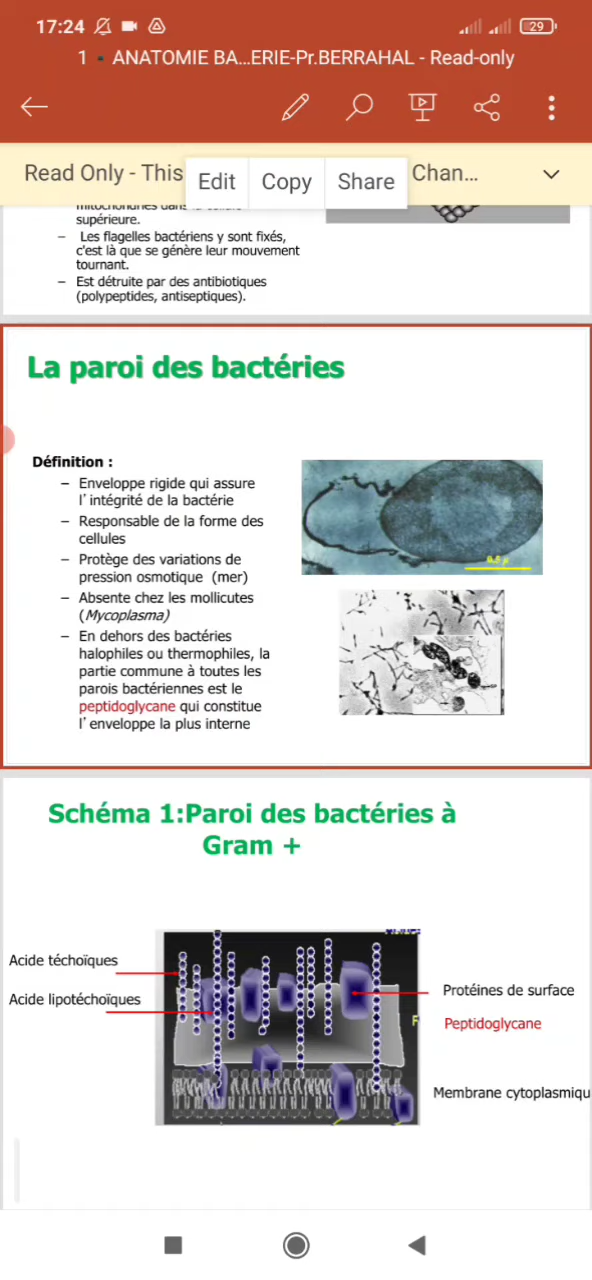 17:24
29
1 • ANATOMIE BA...ERIE-Pr.BERRAHAL - Read-only
Read Only - This
Edit Copy Share
Chan...
supérieure.
– Les flagelles bactériens y sont fixés,
c'est là que se génère leur mouvement
tournant.
– Est détruite par des antibiotiques
(polypeptides, antiseptiques).
La paroi des bactéries
Définition :
– Enveloppe rigide qui assure
l'intégrité de la bactérie
– Responsable de la forme des
cellules
– Protège des variations de
pression osmotique (mer)
– Absente chez les mollicutes
(Mycoplasma)
– En dehors des bactéries
halophiles ou thermophiles, la
partie commune à toutes les
parois bactériennes est le
peptidoglycane qui constitue
l'enveloppe la plus interne
0.5 µ
Schéma 1:Paroi des bactéries à
Gram +
Acide téchoïques
Acide lipotéchoïques
Protéines de surface
Peptidoglycane
Membrane cytoplasmiqu